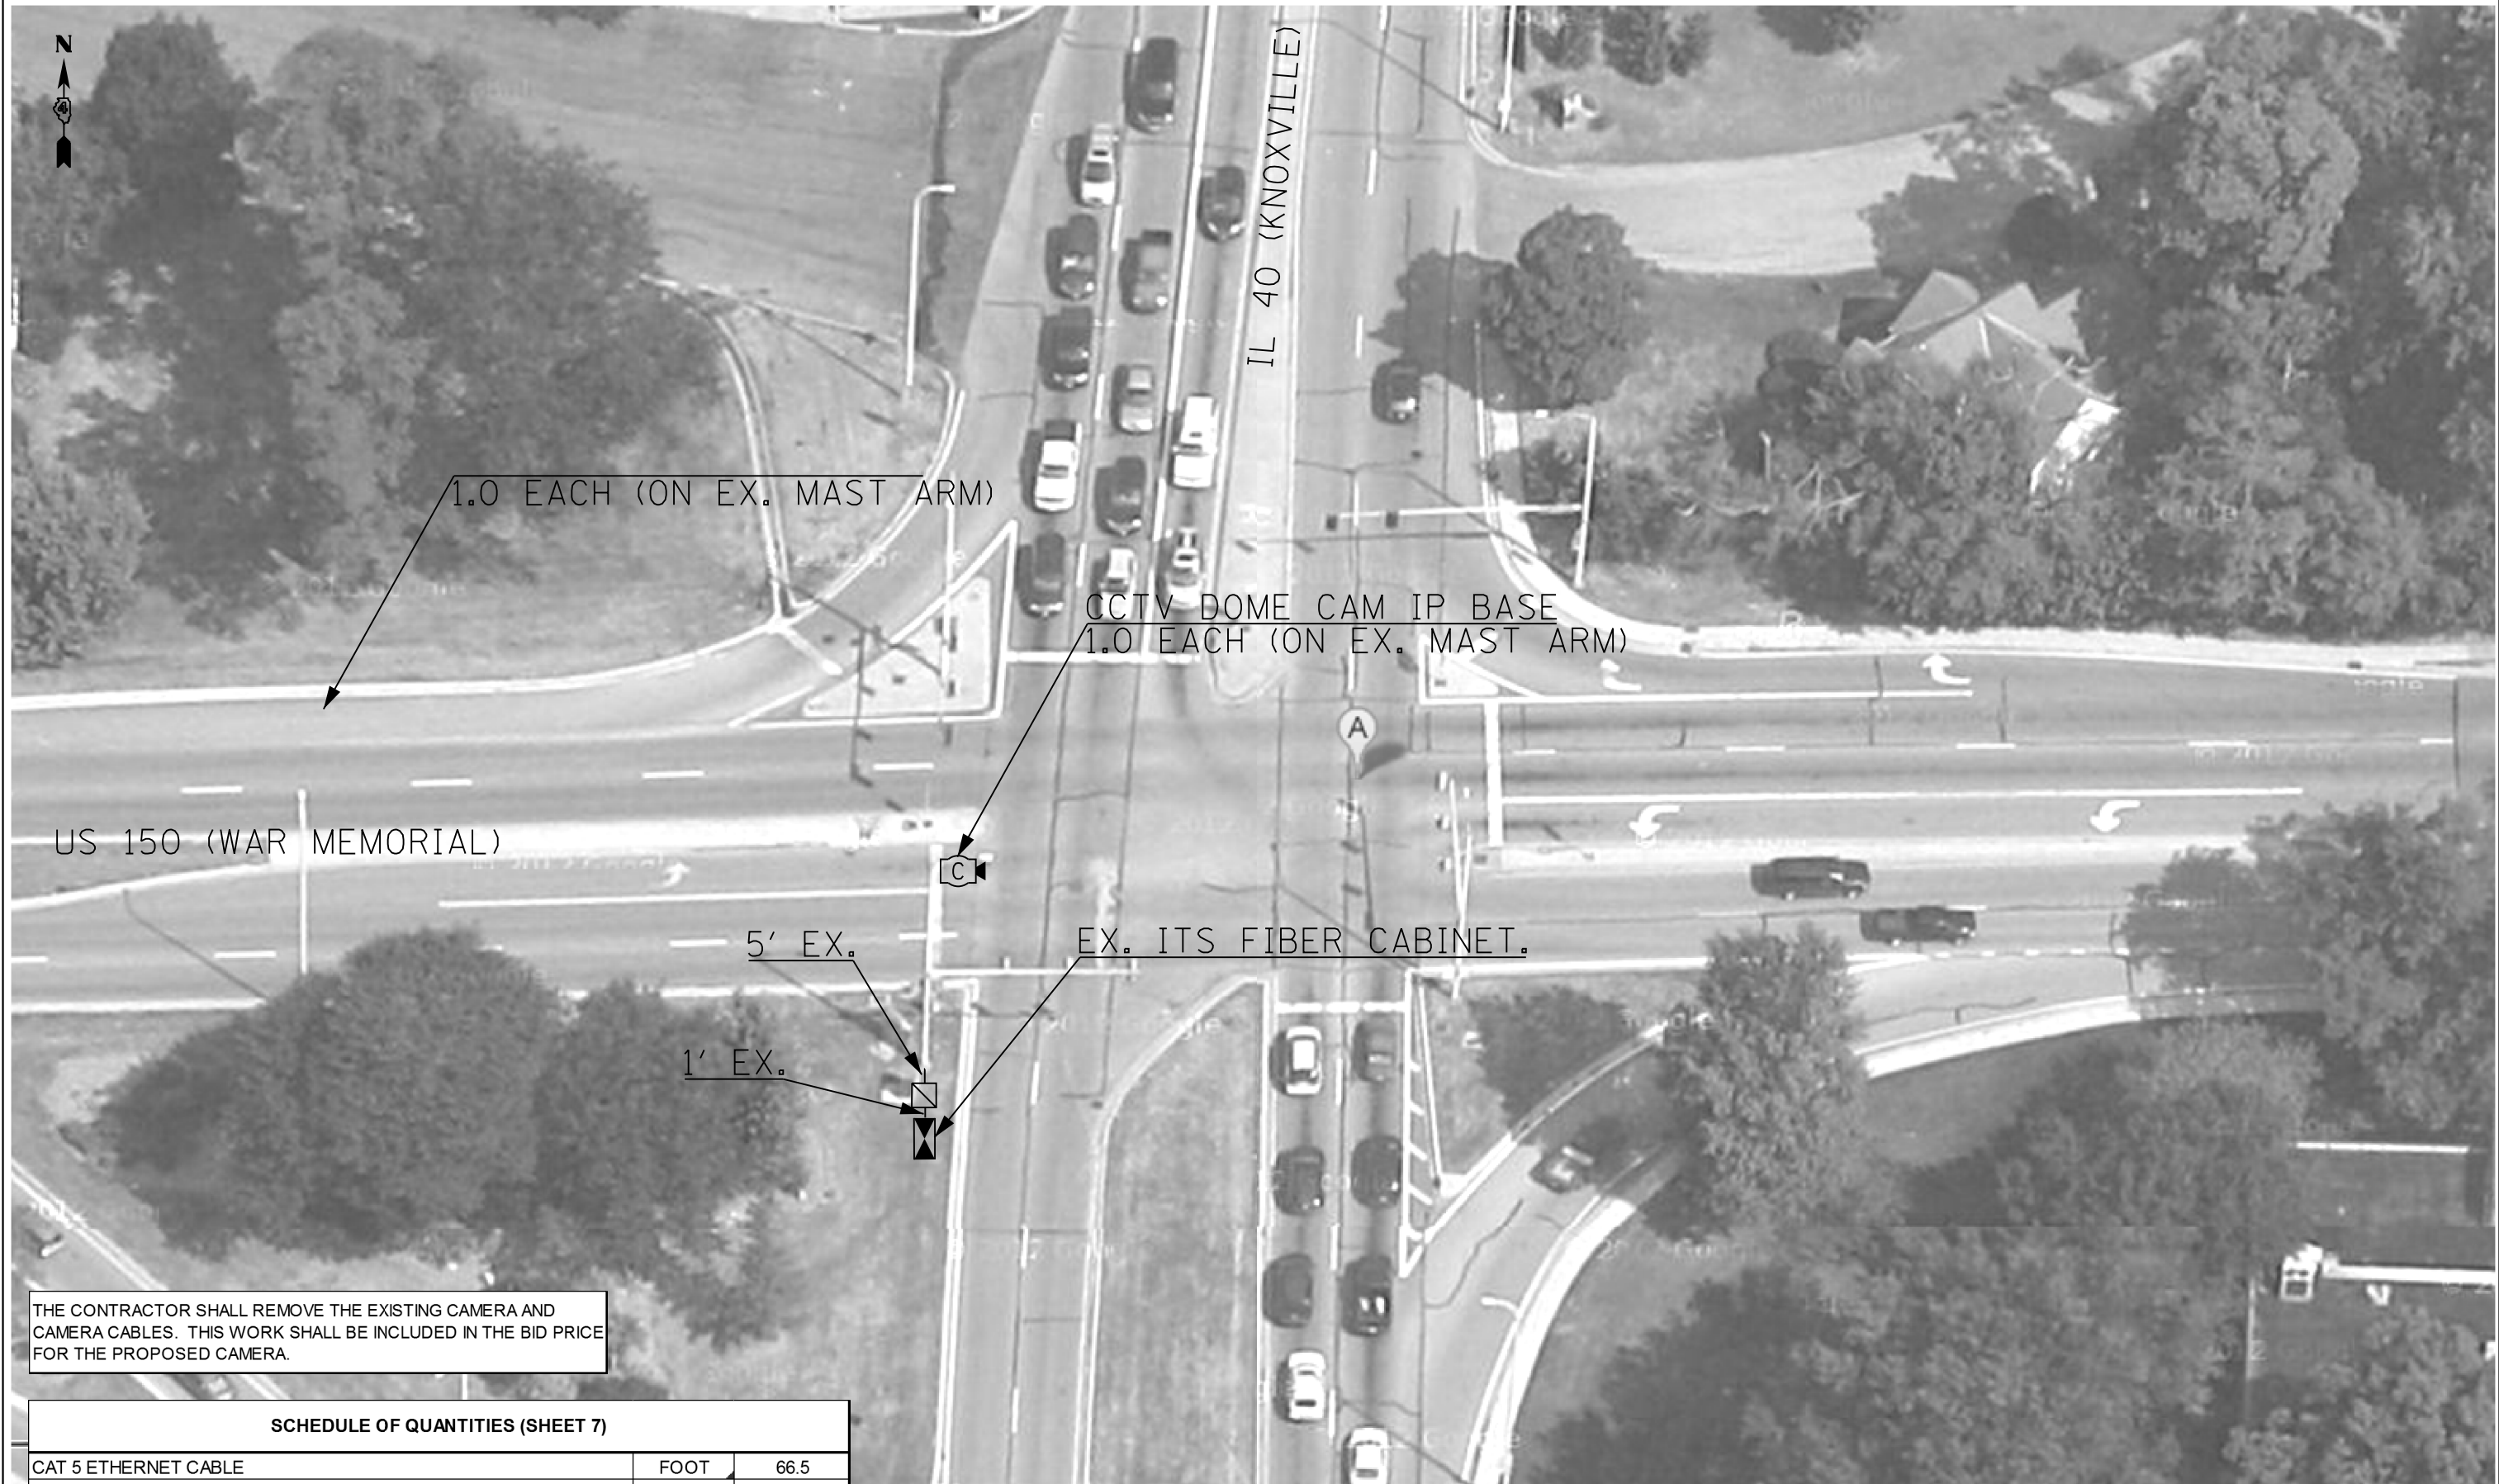 N
4
IL 40 (KNOXVILLE)
1.0 EACH (ON EX. MAST ARM)
CCTV DOME CAM IP BASE
1.0 EACH (ON EX. MAST ARM)
A
US 150 (WAR MEMORIAL)
C
5' EX.
EX. ITS FIBER CABINET.
1' EX.
THE CONTRACTOR SHALL REMOVE THE EXISTING CAMERA AND
CAMERA CABLES. THIS WORK SHALL BE INCLUDED IN THE BID PRICE
FOR THE PROPOSED CAMERA.
SCHEDULE OF QUANTITIES (SHEET 7)
CAT 5 ETHERNET CABLE FOOT 66.5